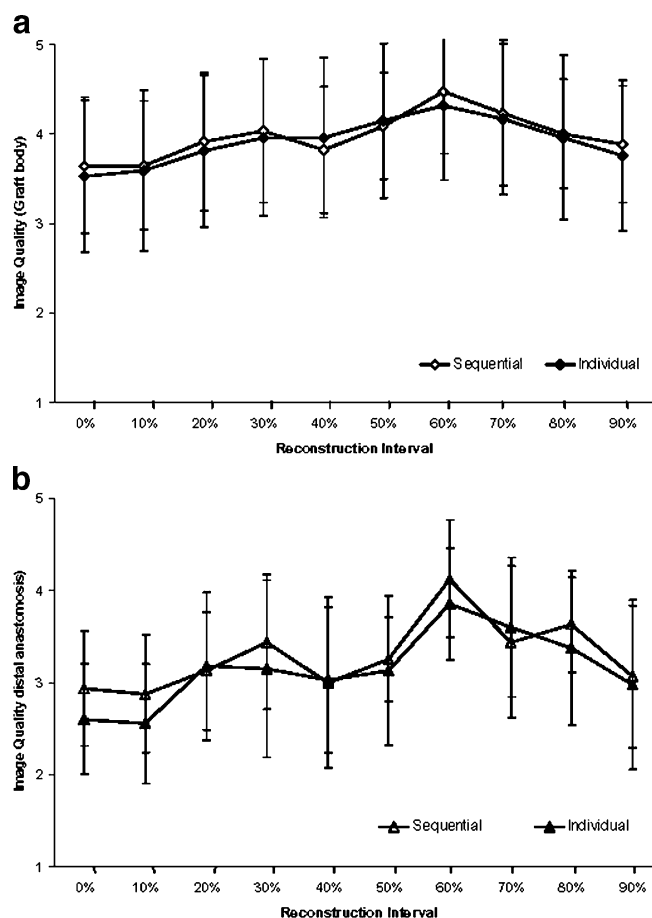 a
Image Quality (Graft body)
5
4
3
2
1
Sequential Individual
0% 10% 20% 30% 40% 50% 60% 70% 80% 90%
Reconstruction Interval
b
Image Quality distal anastomosis)
5
4
3
2
1
Sequential Individual
0% 10% 20% 30% 40% 50% 60% 70% 80% 90%
Reconstruction Interval